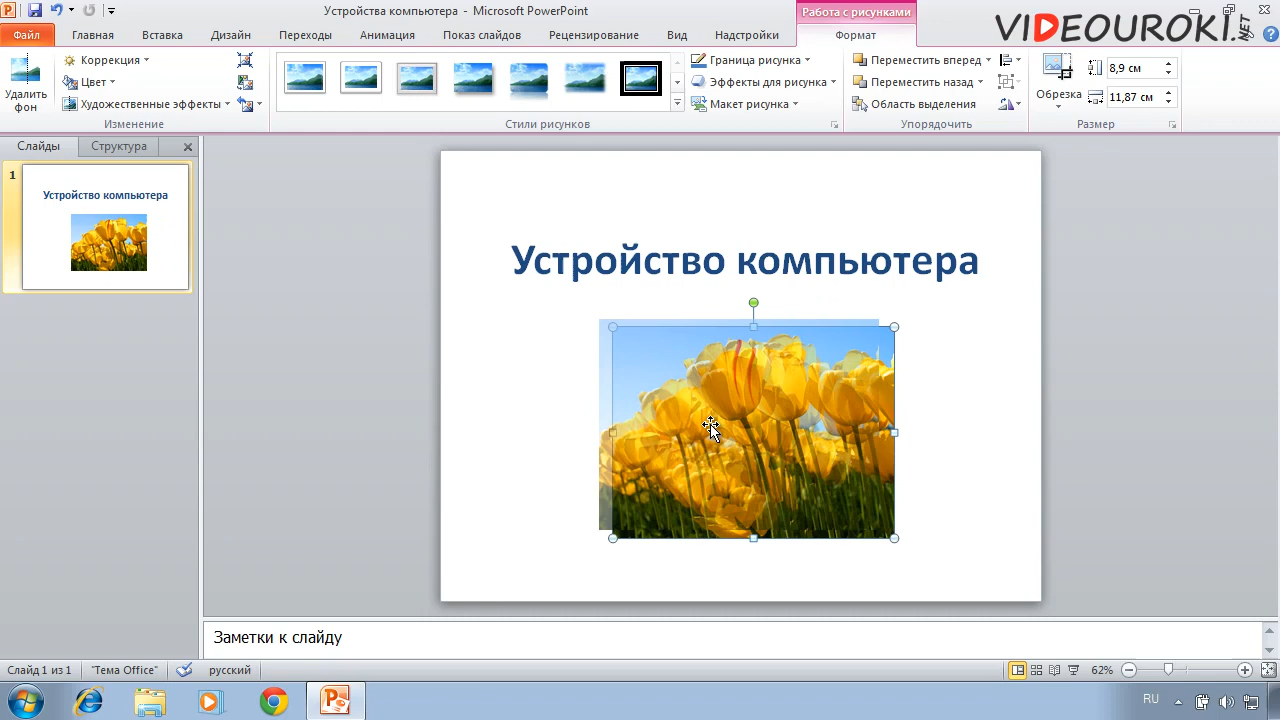 Устройства компьютера - Microsoft PowerPoint
Работа с рисунками
VIDEOUROKI.NET
Файл Главная Вставка Дизайн Переходы Анимация Показ слайдов Рецензирование Вид Надстройки Формат
Удалить фон
Коррекция
Цвет
Художественные эффекты
Изменение
Стили рисунков
Граница рисунка
Эффекты для рисунка
Макет рисунка
Переместить вперед
Переместить назад
Область выделения
Упорядочить
Обрезка
8,9 см
11,87 см
Размер
Слайды Структура
1
Устройство компьютера
Устройство компьютера
Заметки к слайду
Слайд 1 из 1 "Тема Office" русский 62%
RU